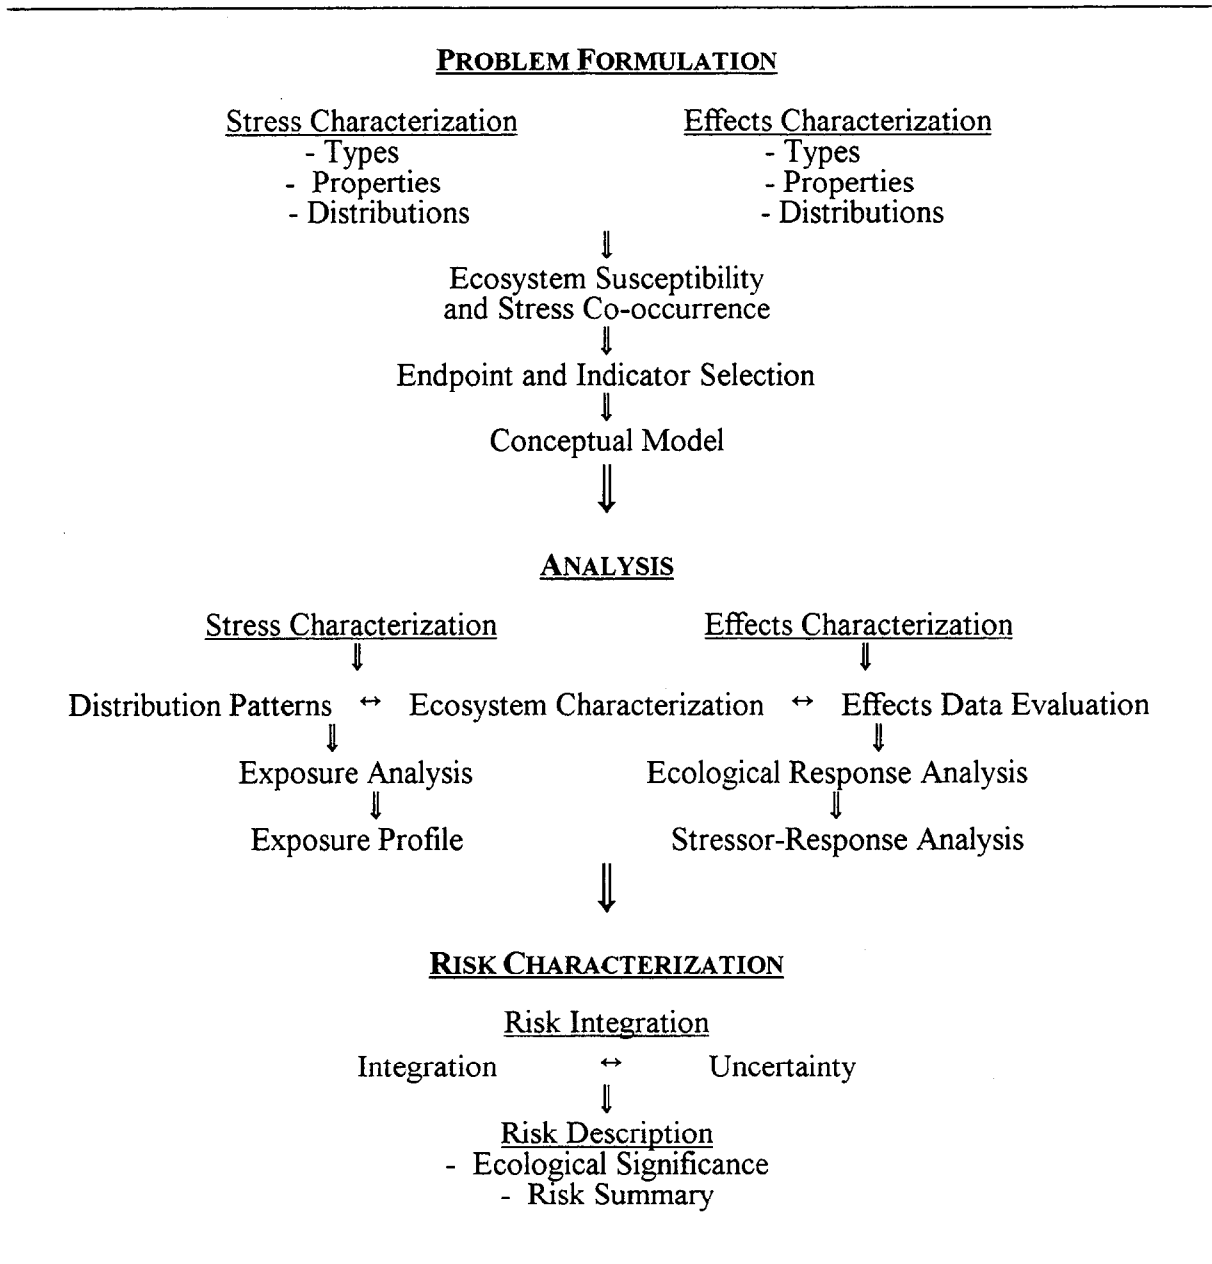 PROBLEM FORMULATION
Stress Characterization Effects Characterization
- Types - Types
- Properties - Properties
- Distributions - Distributions
⇓
Ecosystem Susceptibility
and Stress Co-occurrence
⇓
Endpoint and Indicator Selection
⇓
Conceptual Model
⇓
ANALYSIS
Stress Characterization Effects Characterization
⇓ ⇓
Distribution Patterns ↔ Ecosystem Characterization ↔ Effects Data Evaluation
⇓ ⇓
Exposure Analysis Ecological Response Analysis
⇓ ⇓
Exposure Profile Stressor-Response Analysis
⇓
RISK CHARACTERIZATION
Risk Integration
Integration ↔ Uncertainty
⇓
Risk Description
- Ecological Significance
- Risk Summary